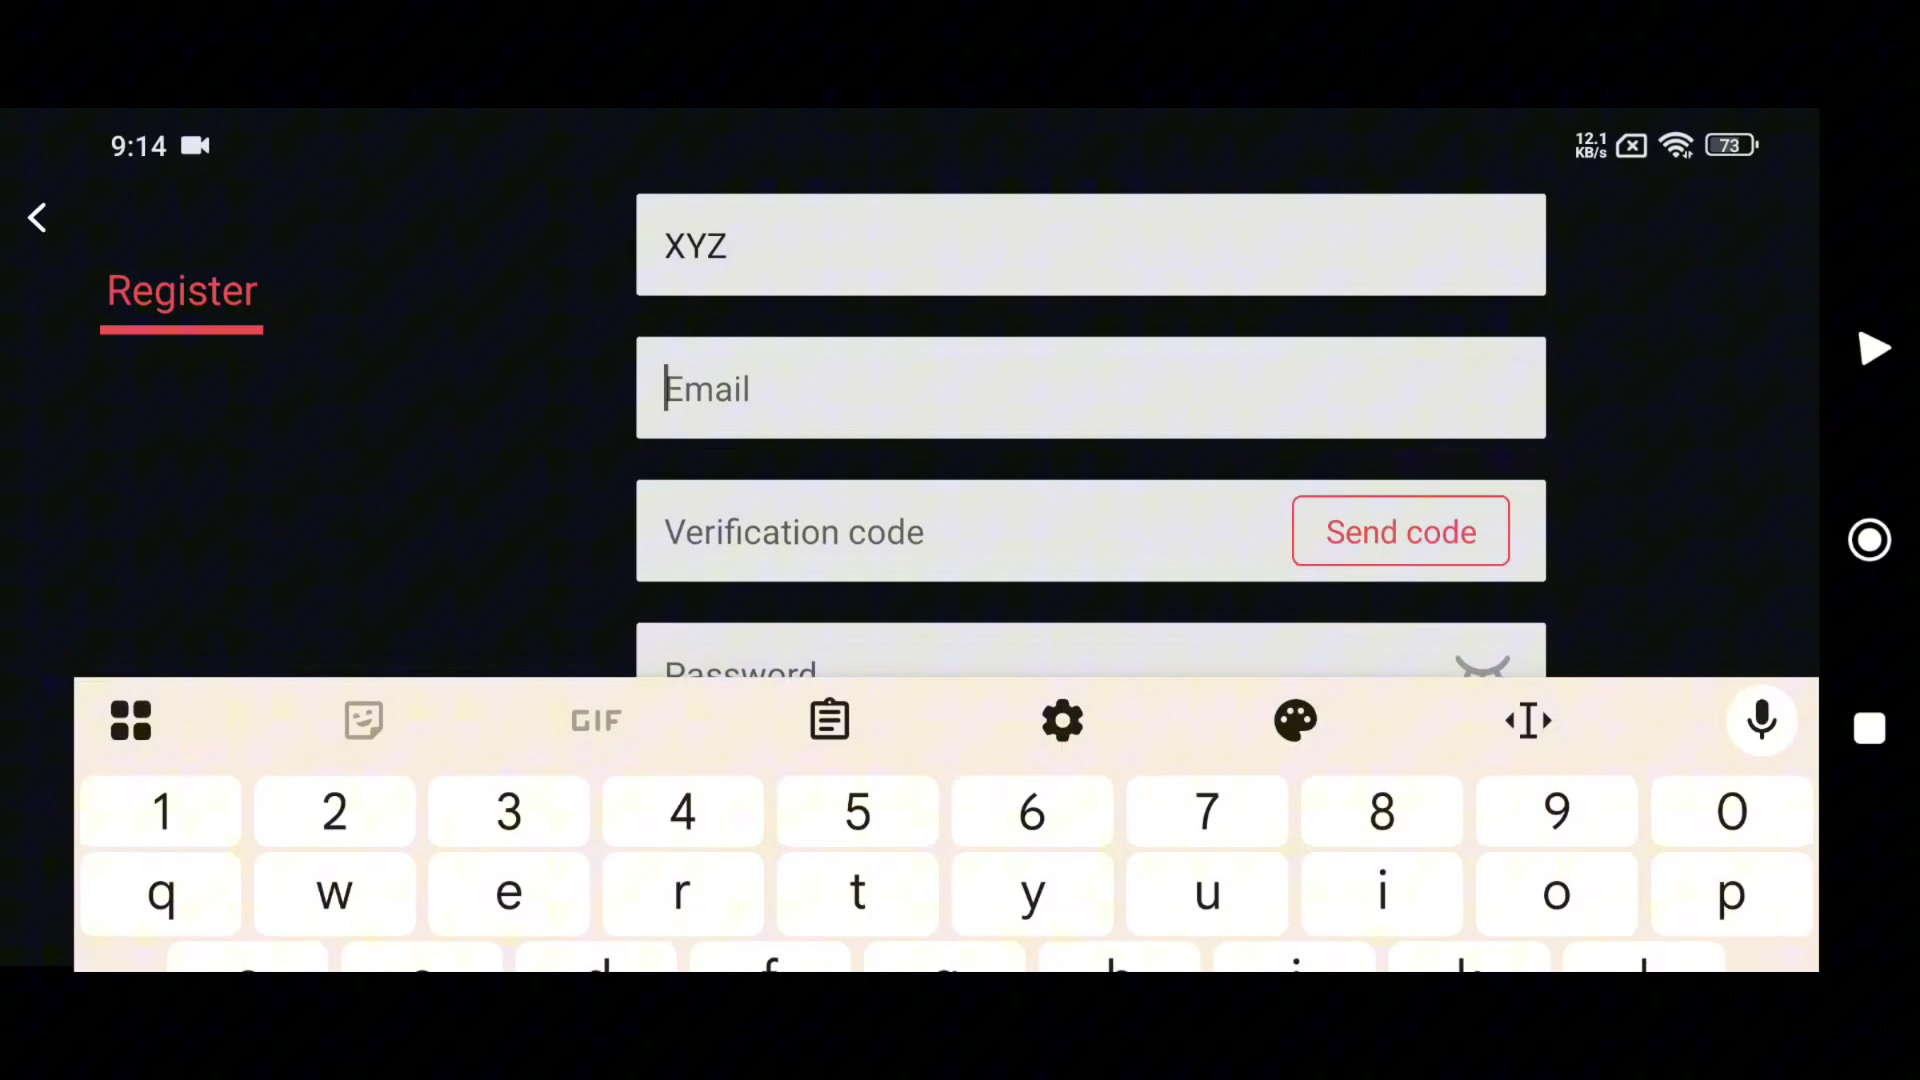 9:14
12.1
KB/s
73
XYZ
Register
Email
Verification code
Send code
Password
GIF
1 2 3 4 5 6 7 8 9 0
q w e r t y u i o p